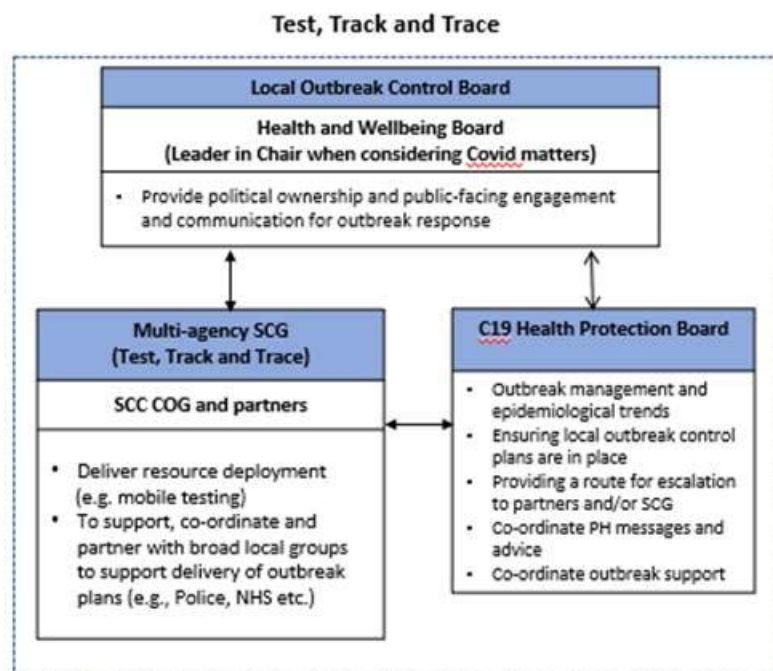 Test, Track and Trace
Local Outbreak Control Board
Health and Wellbeing Board
(Leader in Chair when considering Covid matters)
• Provide political ownership and public-facing engagement
and communication for outbreak response
Multi-agency SCG
(Test, Track and Trace)
SCC COG and partners
• Deliver resource deployment
(e.g. mobile testing)
• To support, co-ordinate and
partner with broad local groups
to support delivery of outbreak
plans (e.g., Police, NHS etc.)
C19 Health Protection Board
• Outbreak management and
epidemiological trends
• Ensuring local outbreak control
plans are in place
• Providing a route for escalation
to partners and/or SCG
• Co-ordinate PH messages and
advice
• Co-ordinate outbreak support